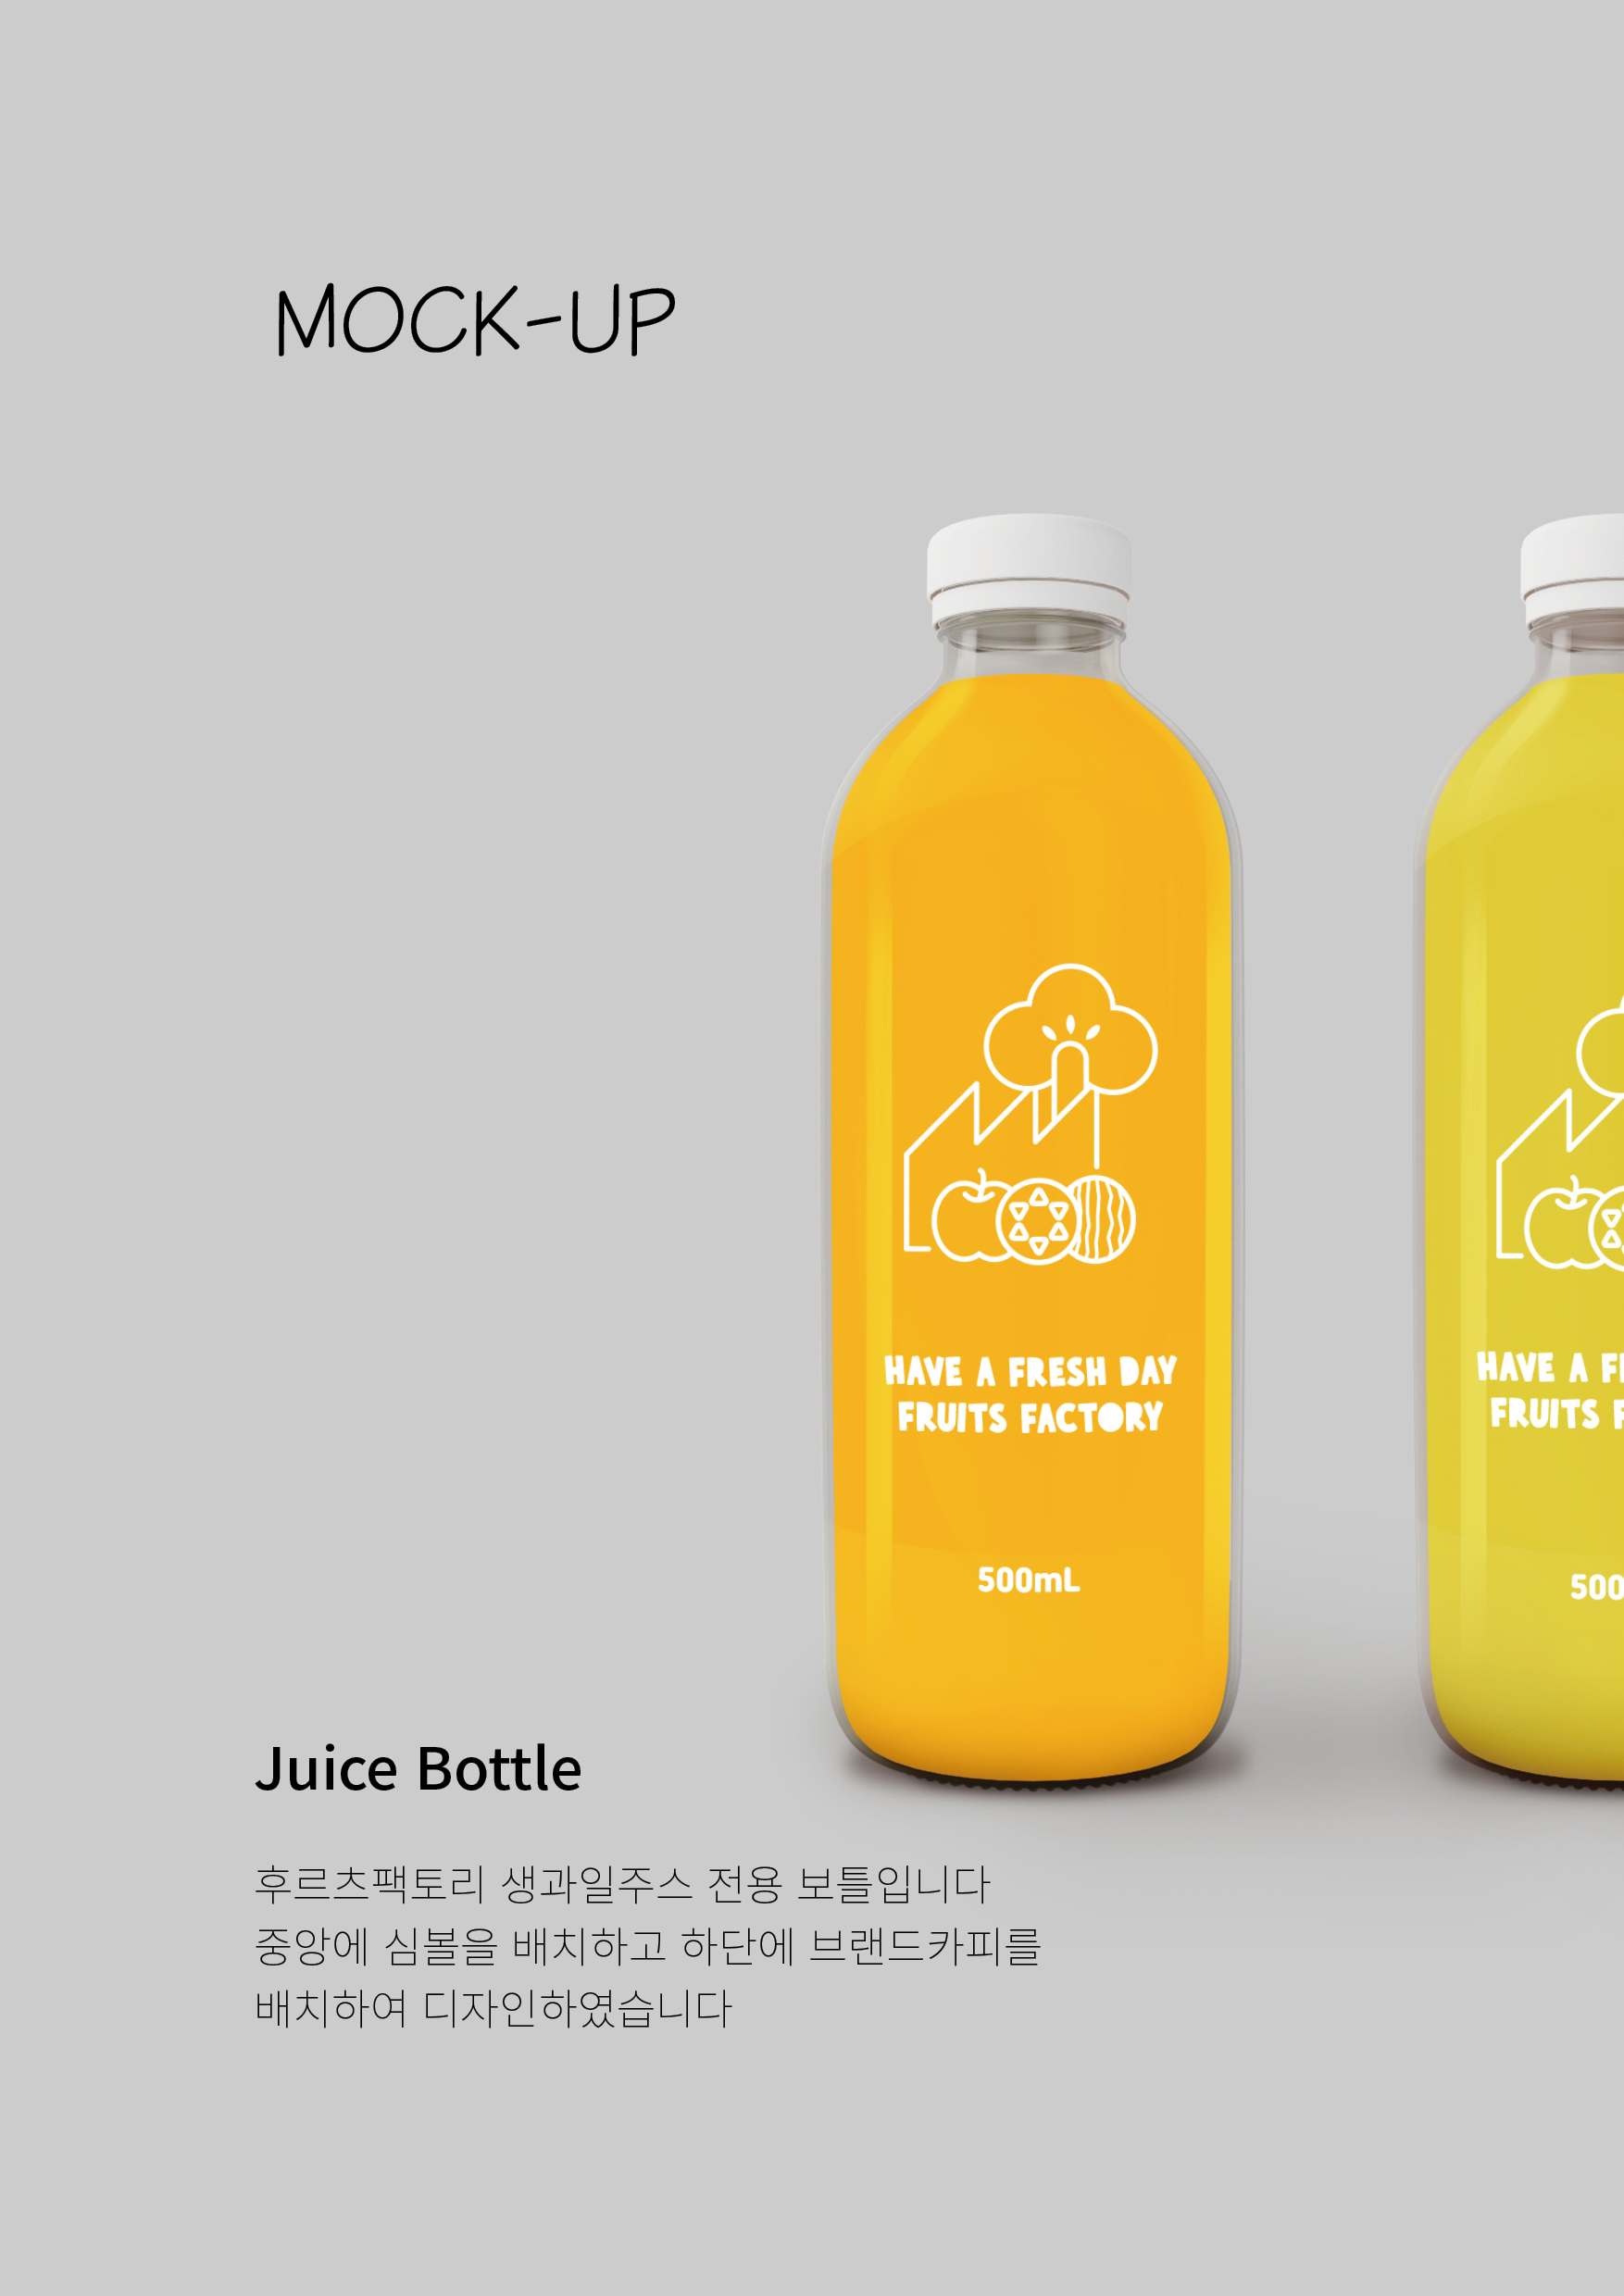 MOCK-UP
HAVE A FRESH DAY
FRUITS FACTORY
500mL
HAVE A
FRUITS
500
Juice Bottle
후르츠팩토리 생과일주스 전용 보틀입니다
중앙에 심볼을 배치하고 하단에 브랜드카피를
배치하여 디자인하였습니다